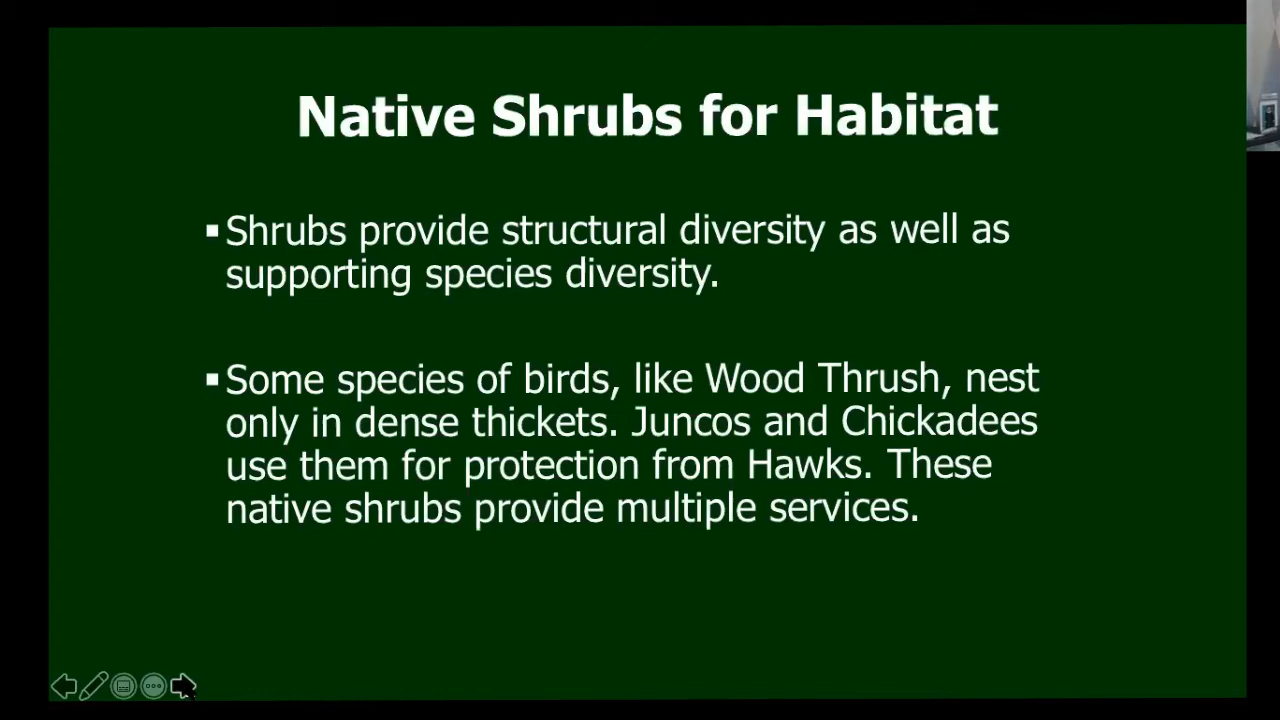 Native Shrubs for Habitat
▪Shrubs provide structural diversity as well as
supporting species diversity.
▪Some species of birds, like Wood Thrush, nest
only in dense thickets. Juncos and Chickadees
use them for protection from Hawks. These
native shrubs provide multiple services.